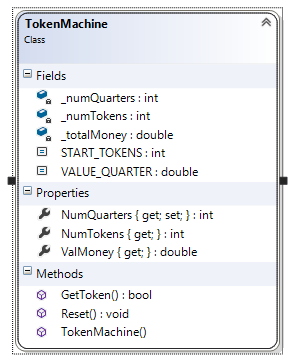 TokenMachine
Class
Fields
_numQuarters : int
_numTokens : int
_totalMoney : double
START_TOKENS : int
VALUE_QUARTER : double
Properties
NumQuarters { get; set; } : int
NumTokens { get; } : int
ValMoney { get; } : double
Methods
GetToken() : bool
Reset() : void
TokenMachine()